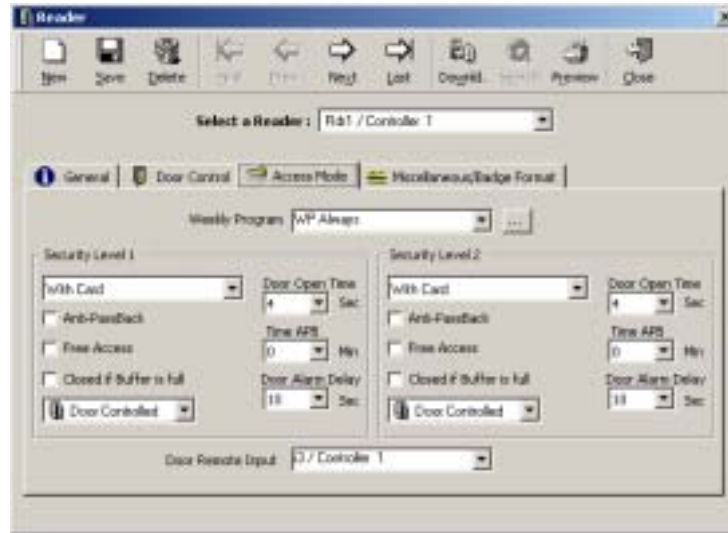 Reader
New Save Delete Next Last Preview Close
Select a Reader : Rdr1 / Controller 1
General Door Control Access Mode Miscellaneous/Badge Format
Weekly Program WP Always ...
Security Level 1 Security Level 2
With Card Door Open Time With Card Door Open Time
4 Sec 4 Sec
Anti-PassBack Anti-PassBack
Time APB Time APB
Free Access 0 Min Free Access 0 Min
Closed if Buffer is full Door Alarm Delay Closed if Buffer is full Door Alarm Delay
Door Controlled Sec Door Controlled Sec
Door Remote Input / Controller 1